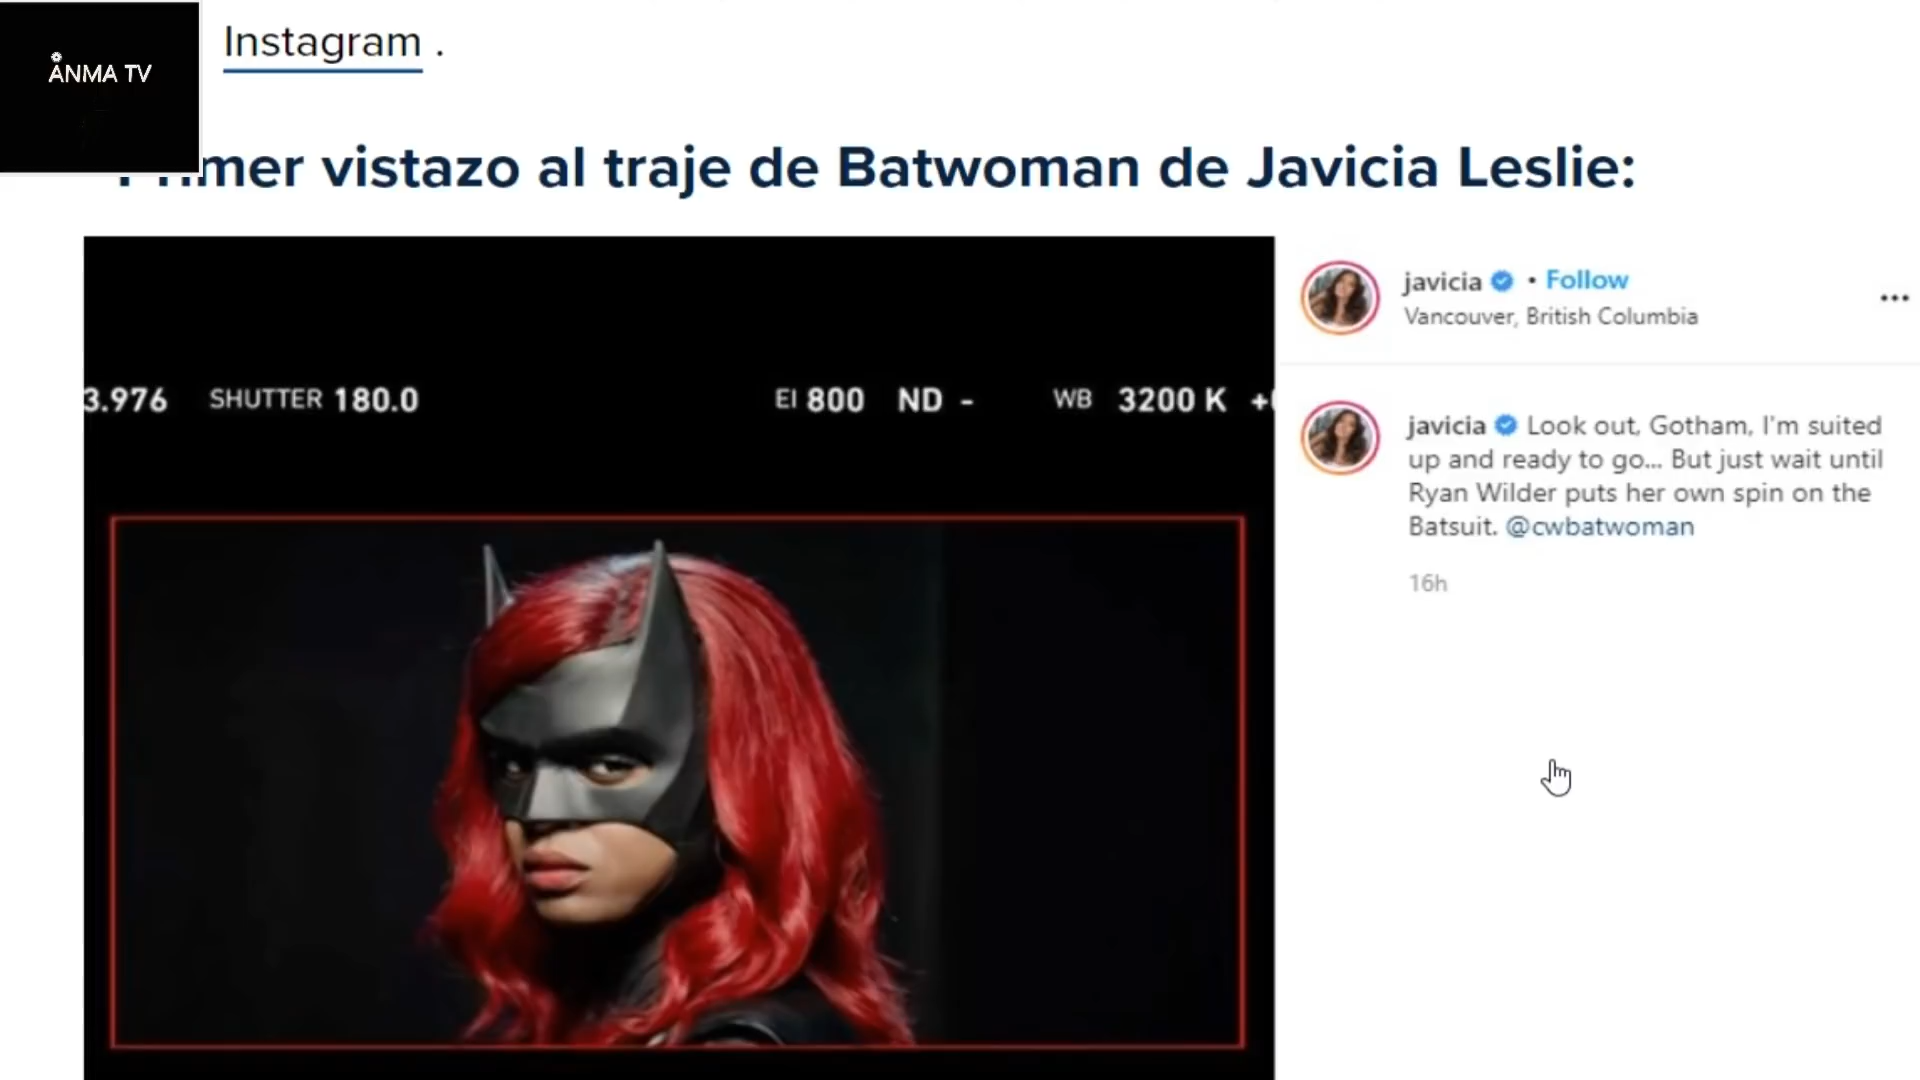 ANMA TV
Instagram .
Primer vistazo al traje de Batwoman de Javicia Leslie:
3.976 SHUTTER 180.0 EI 800 ND - WB 3200 K
javicia • Follow
Vancouver, British Columbia
javicia Look out, Gotham, I'm suited
up and ready to go... But just wait until
Ryan Wilder puts her own spin on the
Batsuit. @cwbatwoman
16h